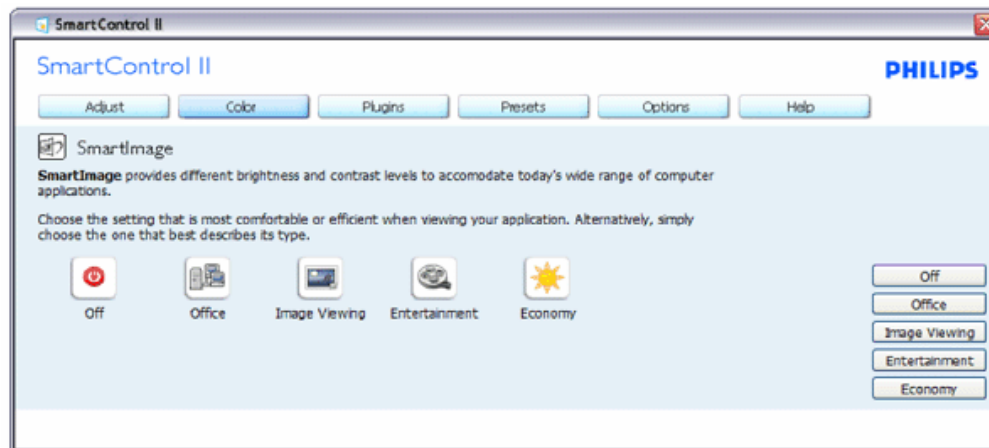 SmartControl II
SmartControl II
PHILIPS
Adjust Color Plugins Presets Options Help
SmartImage
SmartImage provides different brightness and contrast levels to accomodate today's wide range of computer
applications.
Choose the setting that is most comfortable or efficient when viewing your application. Alternatively, simply
choose the one that best describes its type.
Off Office Image Viewing Entertainment Economy
Off
Office
Image Viewing
Entertainment
Economy